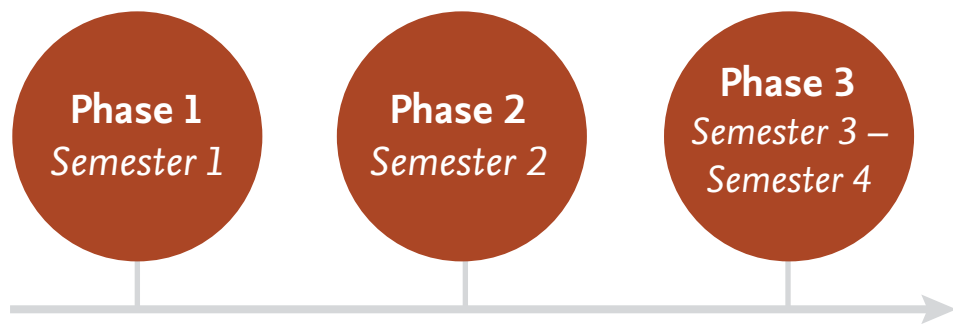 Phase 1
Semester 1
Phase 2
Semester 2
Phase 3
Semester 3 –
Semester 4